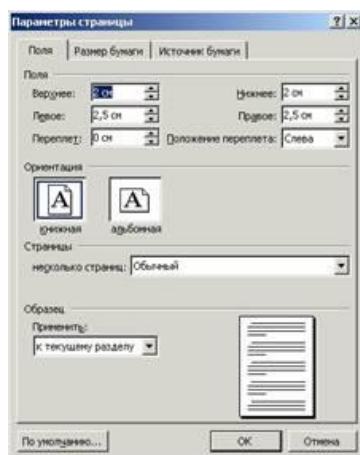 Параметры страницы
Поля Размер бумаги Источник бумаги
Поля
Верхнее: 2 см Нижнее: 2 см
Левое: 2,5 см Правое: 2,5 см
Переплет: 0 см Положение переплета: Слева
Ориентация
A A
книжная альбомная
Страницы
несколько страниц: Обычный
Образец
Применить:
к текущему разделу
По умолчанию... ОК Отмена